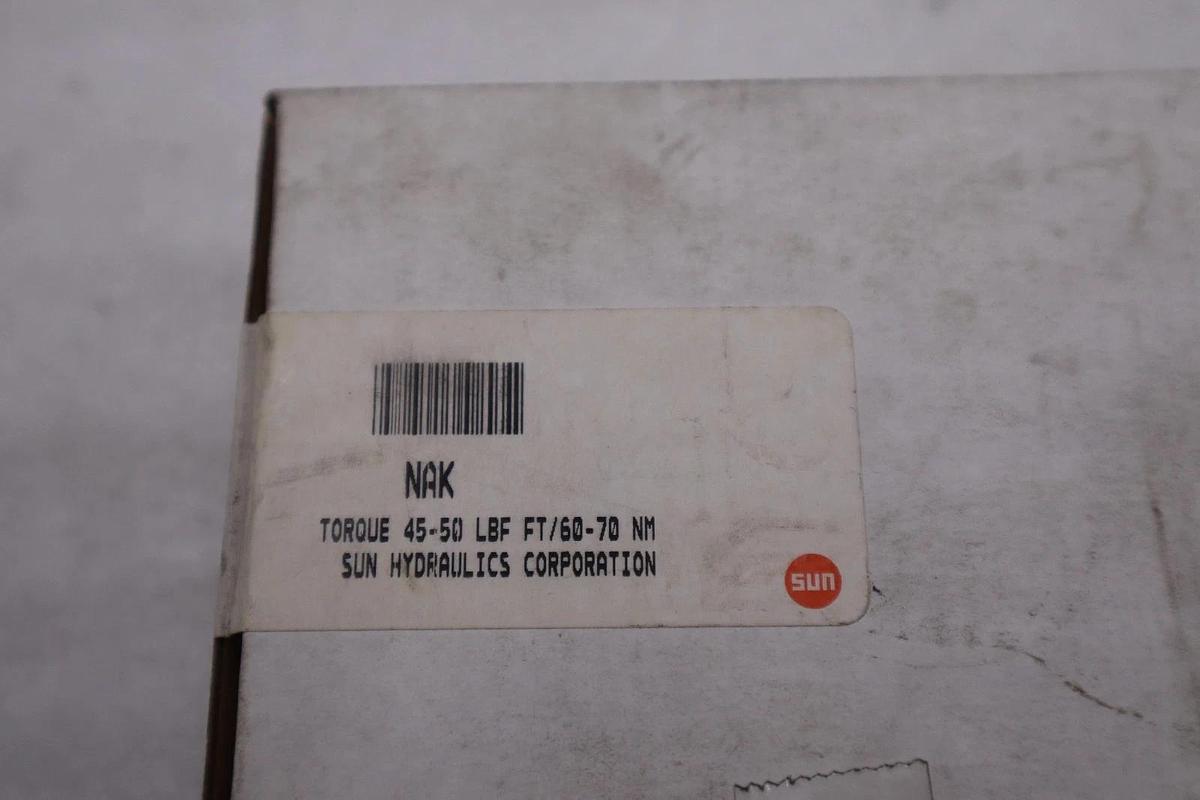 NAK
TORQUE 45-50 LBF FT/60-70 NM
SUN HYDRAULICS CORPORATION
sun